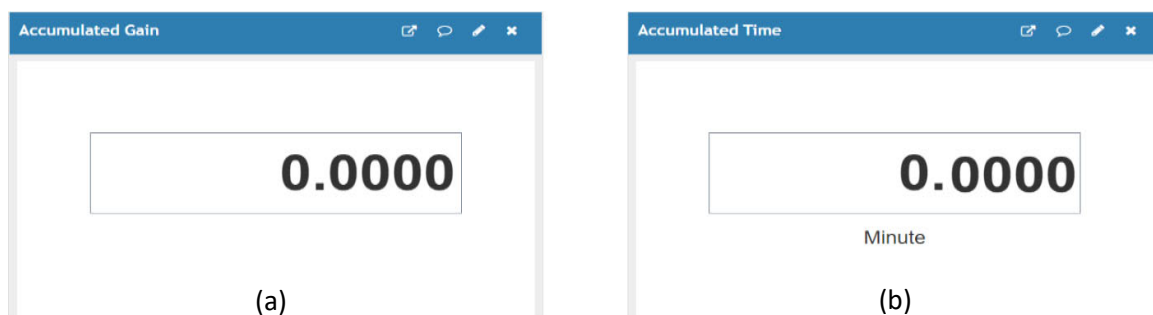 Accumulated Gain
0.0000
(a)
Accumulated Time
0.0000
Minute
(b)